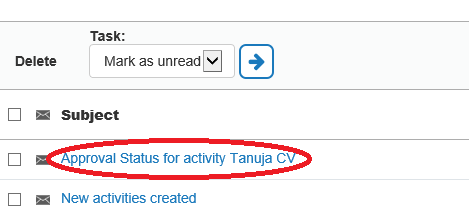 Task:
Delete
Mark as unread
Subject
Approval Status for activity Tanuja CV
New activities created